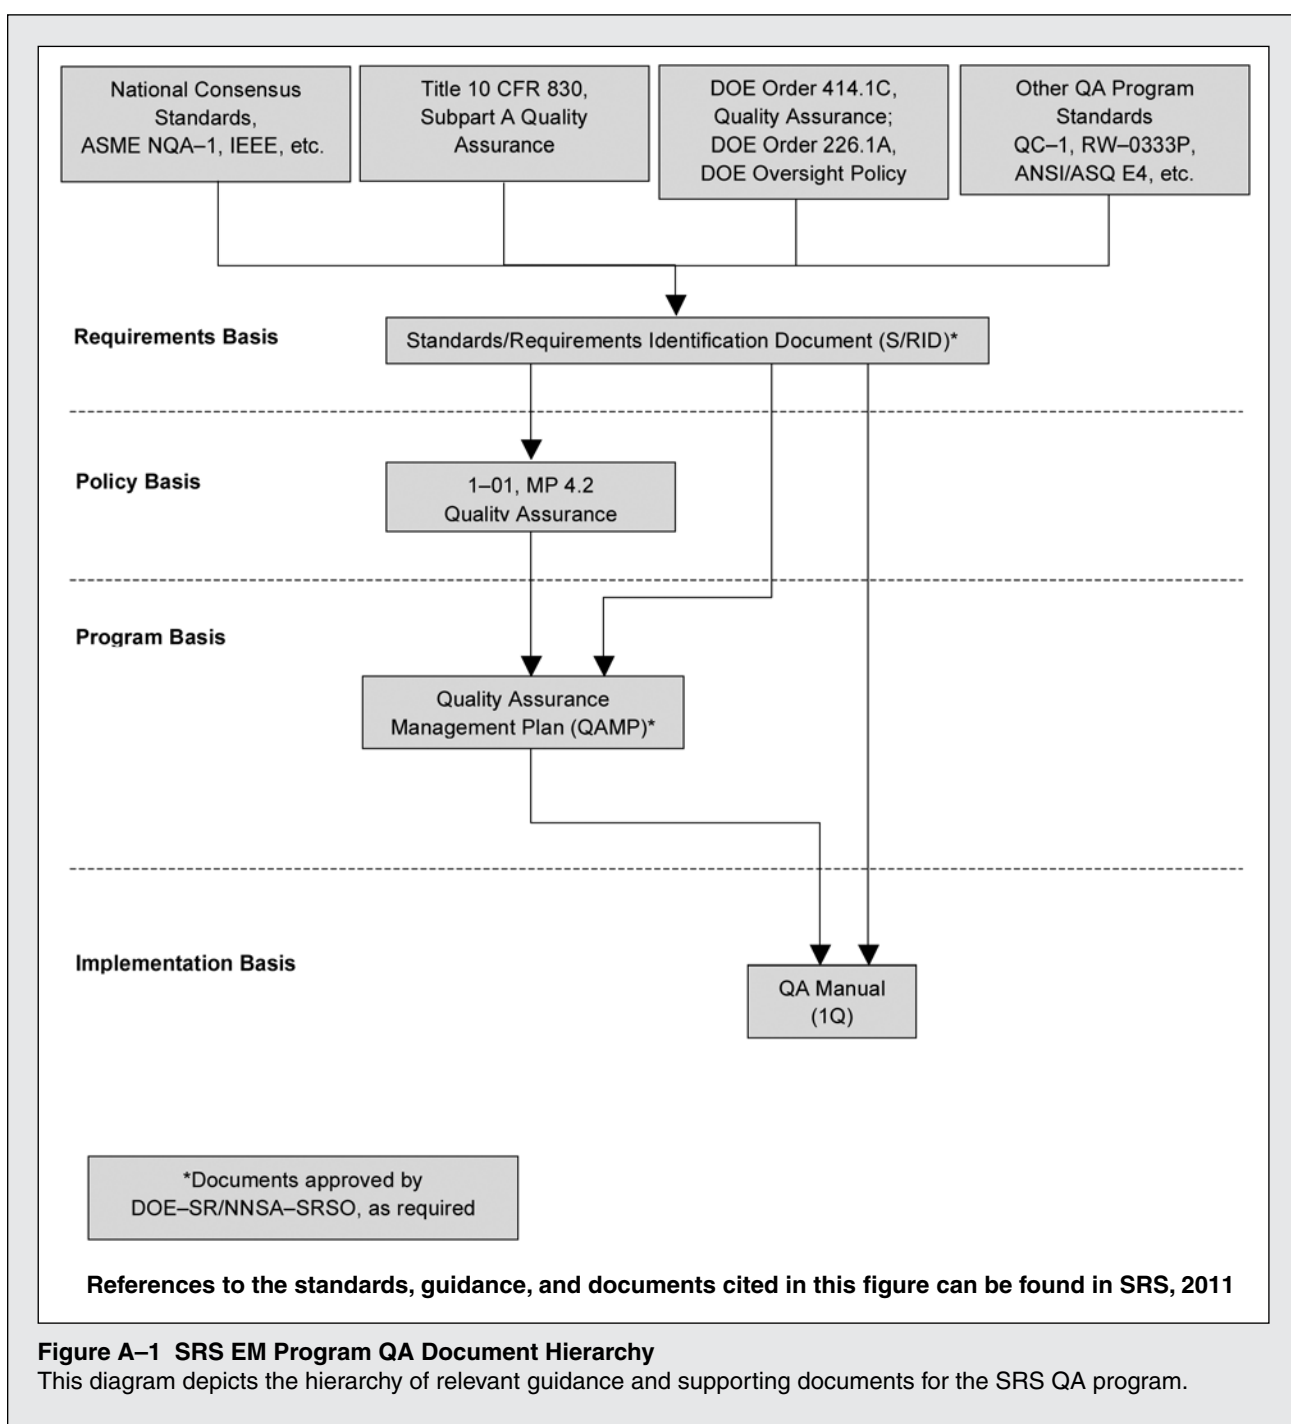 National Consensus
Standards,
ASME NQA–1, IEEE, etc.
Title 10 CFR 830,
Subpart A Quality
Assurance
DOE Order 414.1C,
Quality Assurance;
DOE Order 226.1A,
DOE Oversight Policy
Other QA Program
Standards
QC–1, RW–0333P,
ANSI/ASQ E4, etc.
Requirements Basis
Standards/Requirements Identification Document (S/RID)*
Policy Basis
1–01, MP 4.2
Quality Assurance
Program Basis
Quality Assurance
Management Plan (QAMP)*
Implementation Basis
QA Manual
(1Q)
*Documents approved by
DOE–SR/NNSA–SRSO, as required
References to the standards, guidance, and documents cited in this figure can be found in SRS, 2011
Figure A–1 SRS EM Program QA Document Hierarchy
This diagram depicts the hierarchy of relevant guidance and supporting documents for the SRS QA program.